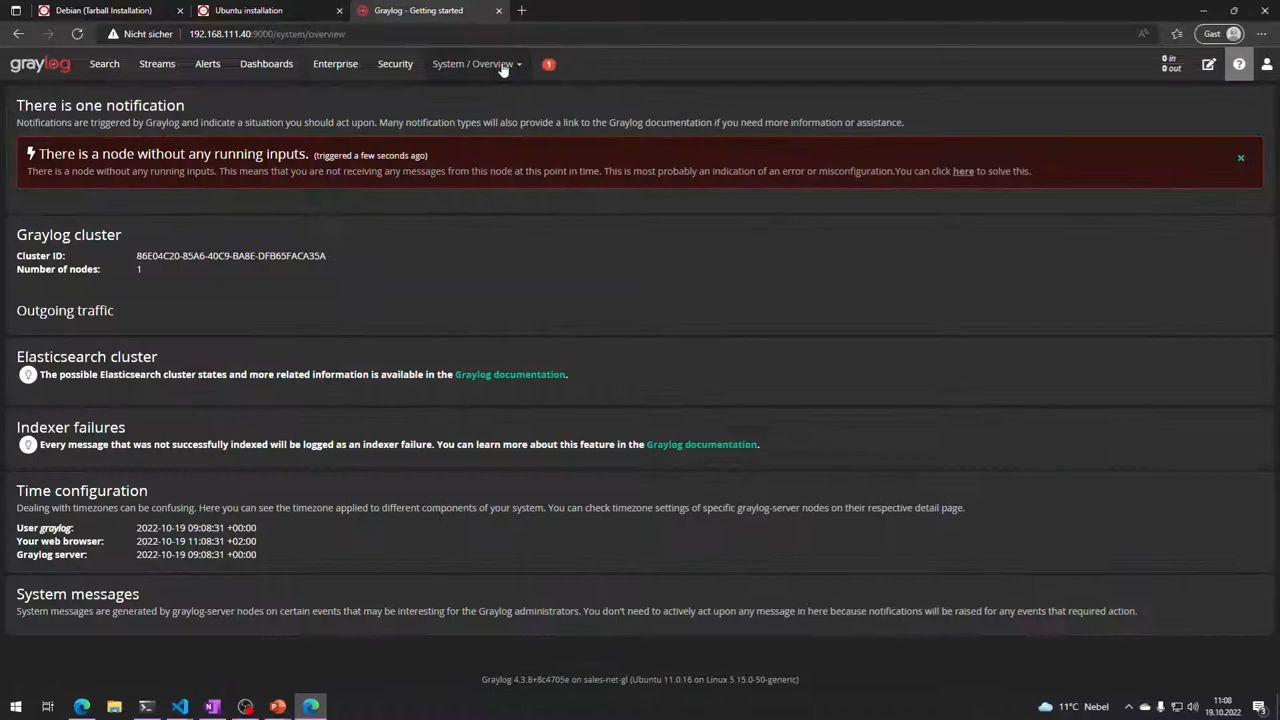 Debian (Tarball Installation)
Ubuntu installation
Graylog - Getting started
Nicht sicher
192.168.111.40:9000/system/overview
Gast
graylog
Search
Streams
Alerts
Dashboards
Enterprise
Security
System / Overview
1
0 in
0 out
There is one notification
Notifications are triggered by Graylog and indicate a situation you should act upon. Many notification types will also provide a link to the Graylog documentation if you need more information or assistance.
There is a node without any running inputs. (triggered a few seconds ago)
There is a node without any running inputs. This means that you are not receiving any messages from this node at this point in time. This is most probably an indication of an error or misconfiguration.You can click here to solve this.
Graylog cluster
Cluster ID: 86E04C20-85A6-40C9-BA8E-DFB65FACA35A
Number of nodes: 1
Outgoing traffic
Elasticsearch cluster
The possible Elasticsearch cluster states and more related information is available in the Graylog documentation.
Indexer failures
Every message that was not successfully indexed will be logged as an indexer failure. You can learn more about this feature in the Graylog documentation.
Time configuration
Dealing with timezones can be confusing. Here you can see the timezone applied to different components of your system. You can check timezone settings of specific graylog-server nodes on their respective detail page.
User graylog: 2022-10-19 09:08:31 +00:00
Your web browser: 2022-10-19 11:08:31 +02:00
Graylog server: 2022-10-19 09:08:31 +00:00
System messages
System messages are generated by graylog-server nodes on certain events that may be interesting for the Graylog administrators. You don't need to actively act upon any message in here because notifications will be raised for any events that required action.
Graylog 4.3.8+8c4705e on sales-net-gl (Ubuntu 11.0.16 on Linux 5.15.0-50-generic)
11°C Nebel
11:08
19.10.2022